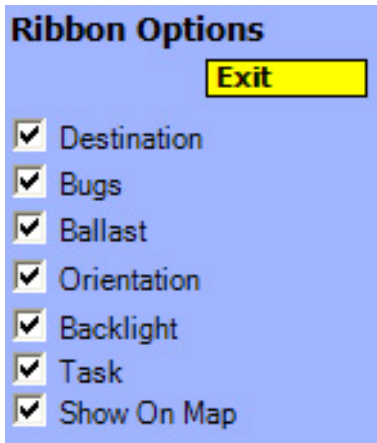 Ribbon Options
Exit
Destination
Bugs
Ballast
Orientation
Backlight
Task
Show On Map